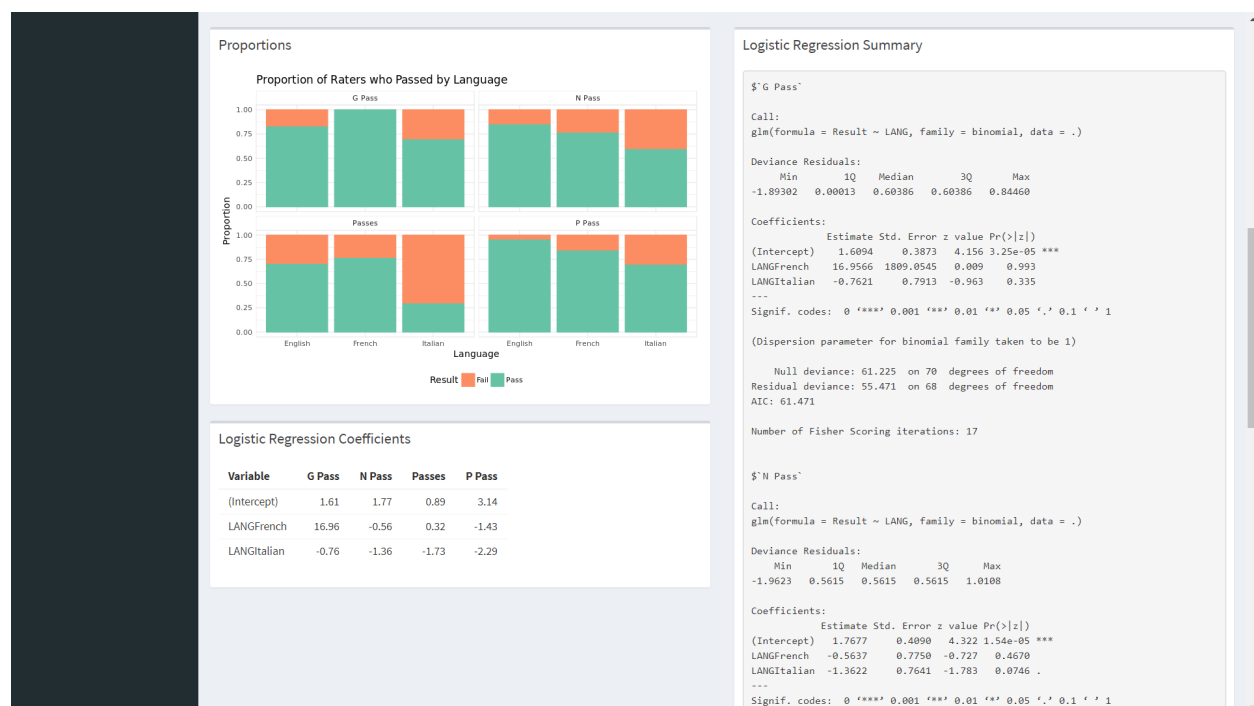 Proportions
Proportion of Raters who Passed by Language
G Pass N Pass
1.00
0.75
0.50
0.25
0.00
Passes P Pass
1.00
0.75
0.50
0.25
0.00
Proportion
English French Italian English French Italian
Language
Result Fail Pass
Logistic Regression Coefficients
Variable G Pass N Pass Passes P Pass
(Intercept) 1.61 1.77 0.89 3.14
LANGFrench 16.96 -0.56 0.32 -1.43
LANGItalian -0.76 -1.36 -1.73 -2.29
Logistic Regression Summary
$`G Pass`
Call:
glm(formula = Result ~ LANG, family = binomial, data = .)
Deviance Residuals:
Min 1Q Median 3Q Max
-1.89302 0.00013 0.60386 0.60386 0.84460
Coefficients:
Estimate Std. Error z value Pr(>|z|)
(Intercept) 1.6094 0.3873 4.156 3.25e-05 ***
LANGFrench 16.9566 1809.0545 0.009 0.993
LANGItalian -0.7621 0.7913 -0.963 0.335
---
Signif. codes: 0 ‘***’ 0.001 ‘**’ 0.01 ‘*’ 0.05 ‘.’ 0.1 ‘ ’ 1
(Dispersion parameter for binomial family taken to be 1)
Null deviance: 61.225 on 70 degrees of freedom
Residual deviance: 55.471 on 68 degrees of freedom
AIC: 61.471
Number of Fisher Scoring iterations: 17
$`N Pass`
Call:
glm(formula = Result ~ LANG, family = binomial, data = .)
Deviance Residuals:
Min 1Q Median 3Q Max
-1.9623 0.5615 0.5615 0.5615 1.0108
Coefficients:
Estimate Std. Error z value Pr(>|z|)
(Intercept) 1.7677 0.4090 4.322 1.54e-05 ***
LANGFrench -0.5637 0.7750 -0.727 0.4670
LANGItalian -1.3622 0.7641 -1.783 0.0746 .
---
Signif. codes: 0 ‘***’ 0.001 ‘**’ 0.01 ‘*’ 0.05 ‘.’ 0.1 ‘ ’ 1